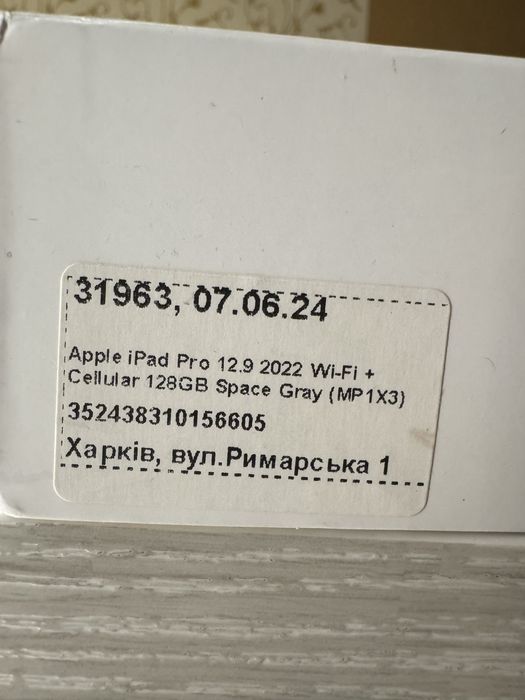 31963, 07.06.24
Apple iPad Pro 12.9 2022 Wi-Fi +
Cellular 128GB Space Gray (MP1X3)
352438310156605
Харків, вул.Римарська 1